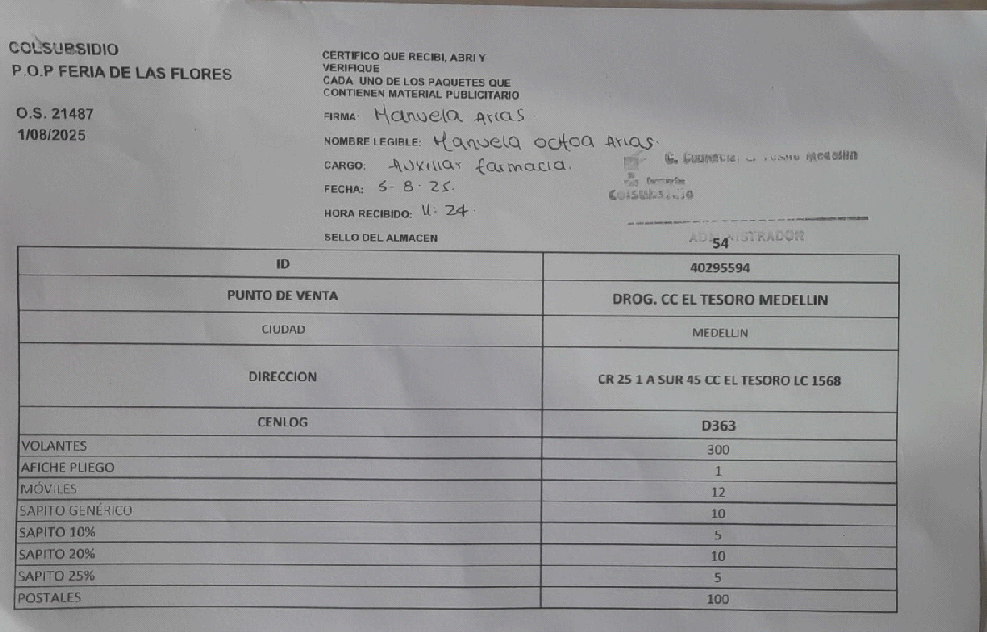 COLSUBSIDIO
P.O.P FERIA DE LAS FLORES
O.S. 21487
1/08/2025
CERTIFICO QUE RECIBI, ABRI Y
VERIFIQUE
CADA UNO DE LOS PAQUETES QUE
CONTIENEN MATERIAL PUBLICITARIO
FIRMA: Manuela Arias
NOMBRE LEGIBLE: Manuela ochoa Arias.
CARGO: Auxiliar farmacia.
FECHA: 5-8-25.
HORA RECIBIDO: 11:24
SELLO DEL ALMACEN
MEDELLIN
COLSUBSIDIO
ADMINISTRADOR
54
ID 40295594
PUNTO DE VENTA DROG. CC EL TESORO MEDELLIN
CIUDAD MEDELLIN
DIRECCION CR 25 1 A SUR 45 CC EL TESORO LC 1568
CENLOG D363
VOLANTES 300
AFICHE PLIEGO 1
MÓVILES 12
SAPITO GENÉRICO 10
SAPITO 10% 5
SAPITO 20% 10
SAPITO 25% 5
POSTALES 100